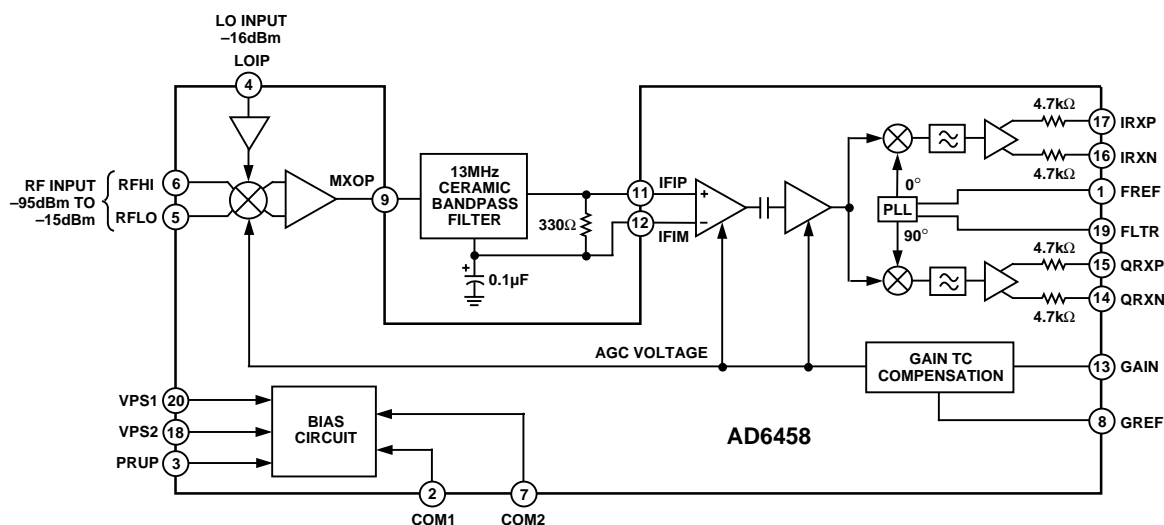 LO INPUT
–16dBm
LOIP
4
RF INPUT
–95dBm TO
–15dBm
RFHI
6
RFLO
5
MXOP
9
13MHz
CERAMIC
BANDPASS
FILTER
330Ω
0.1µF
+
11
IFIP
+
12
IFIM
–
0°
PLL
90°
4.7kΩ
17
IRXP
16
IRXN
4.7kΩ
1
FREF
19
FLTR
4.7kΩ
15
QRXP
14
QRXN
4.7kΩ
AGC VOLTAGE
GAIN TC
COMPENSATION
13
GAIN
8
GREF
VPS1
20
VPS2
18
PRUP
3
BIAS
CIRCUIT
AD6458
2
COM1
7
COM2